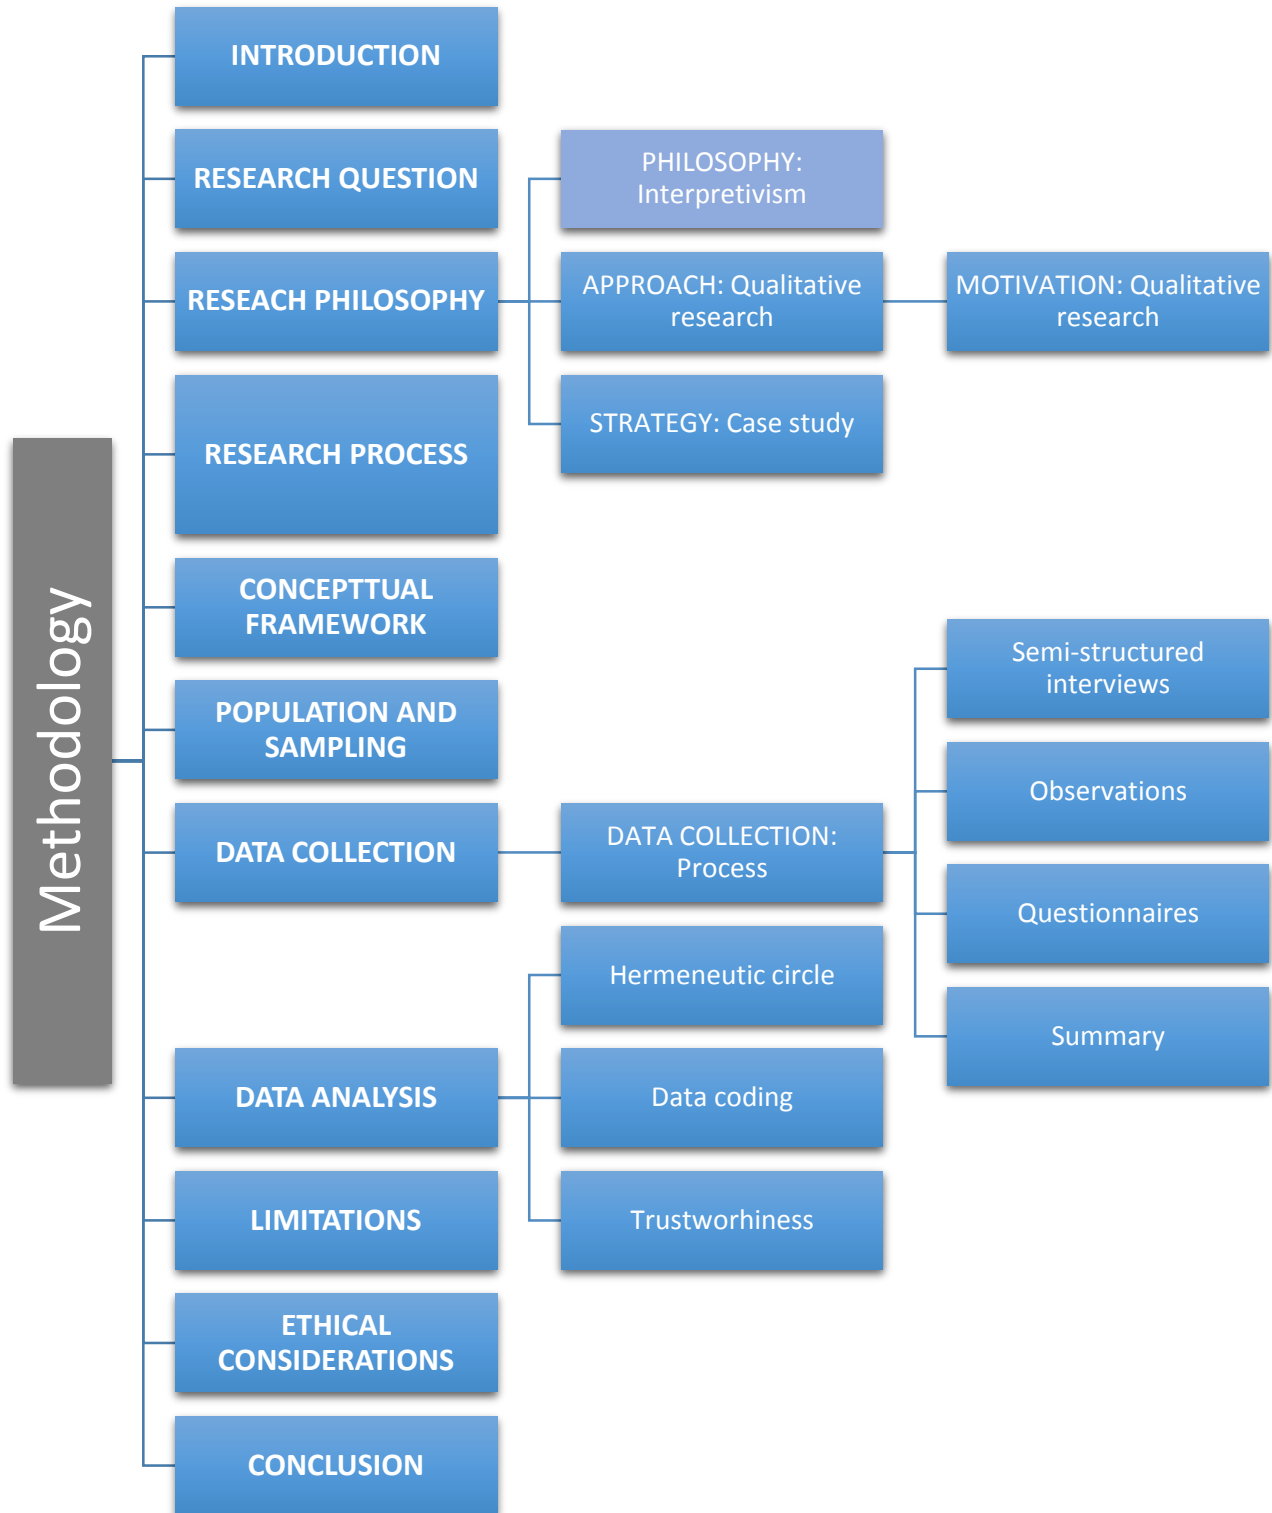 Methodology
INTRODUCTION
RESEARCH QUESTION
RESEACH PHILOSOPHY
PHILOSOPHY:
Interpretivism
APPROACH: Qualitative
research
MOTIVATION: Qualitative
research
STRATEGY: Case study
RESEARCH PROCESS
CONCEPTTUAL
FRAMEWORK
POPULATION AND
SAMPLING
DATA COLLECTION
DATA COLLECTION:
Process
Semi-structured
interviews
Observations
Questionnaires
Summary
DATA ANALYSIS
Hermeneutic circle
Data coding
Trustworhiness
LIMITATIONS
ETHICAL
CONSIDERATIONS
CONCLUSION